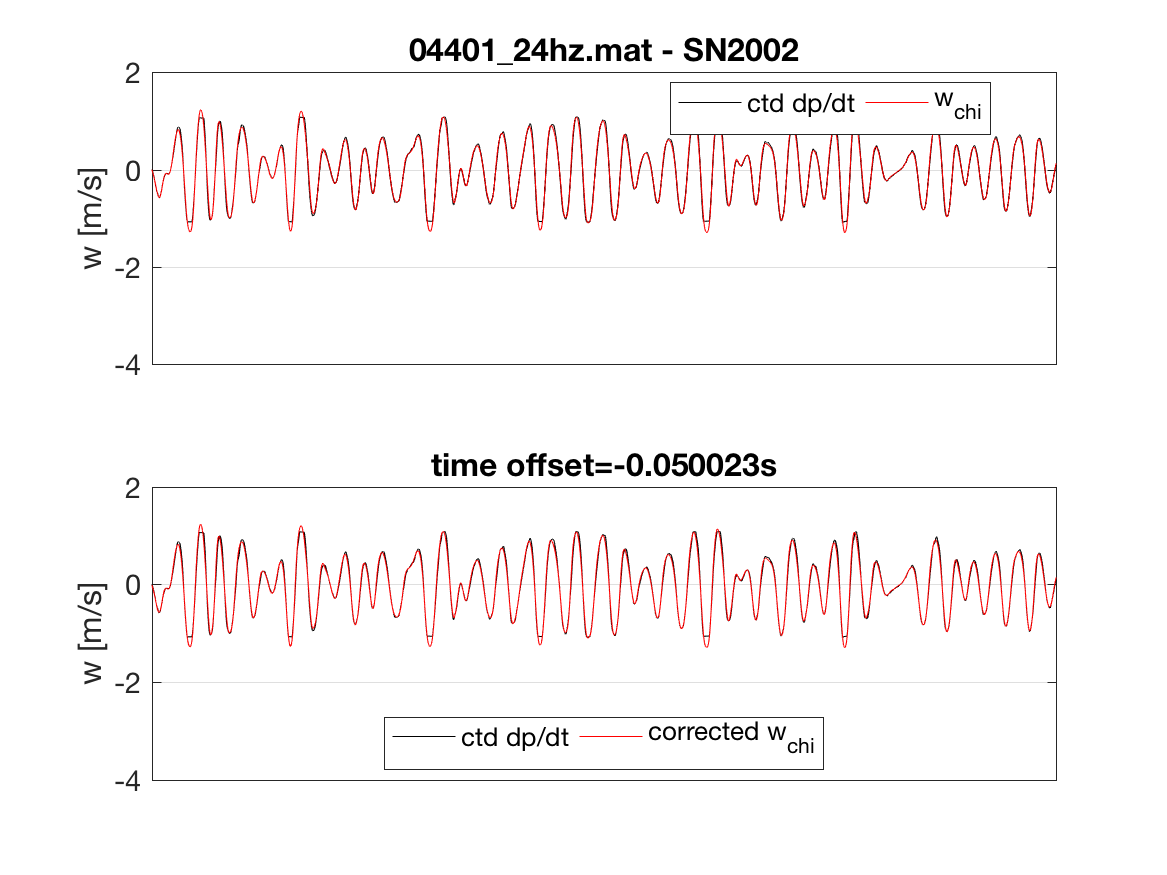 04401_24hz.mat - SN2002
2
ctd dp/dt w_chi
0
w [m/s]
-2
-4
time offset=-0.050023s
2
0
w [m/s]
-2
ctd dp/dt corrected w_chi
-4